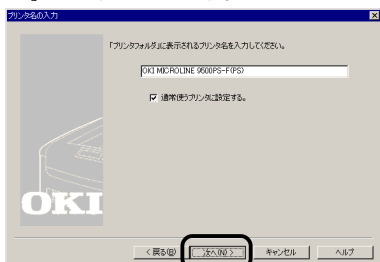 プリンタ名の入力
「プリンタフォルダ」に表示されるプリンタ名を入力してください。
OKI MICROLINE 9500PS-F(PS)
通常使うプリンタに設定する。
OKI
< 戻る(B)
次へ(N) >
キャンセル
ヘルプ